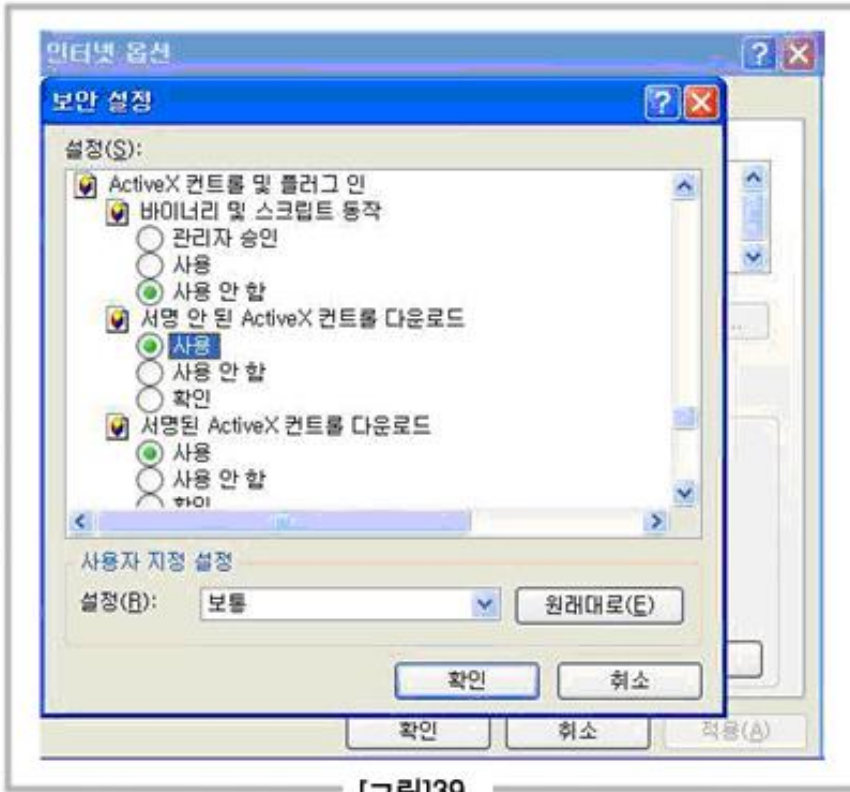 인터넷 옵션
보안 설정
설정(S):
ActiveX 컨트롤 및 플러그 인
바이너리 및 스크립트 동작
관리자 승인
사용
사용 안 함
서명 안 된 ActiveX 컨트롤 다운로드
사용
사용 안 함
확인
서명된 ActiveX 컨트롤 다운로드
사용
사용 안 함
사용자 지정 설정
설정(R):
보통
원래대로(E)
확인
취소
확인
취소
적용(A)
[그림]39